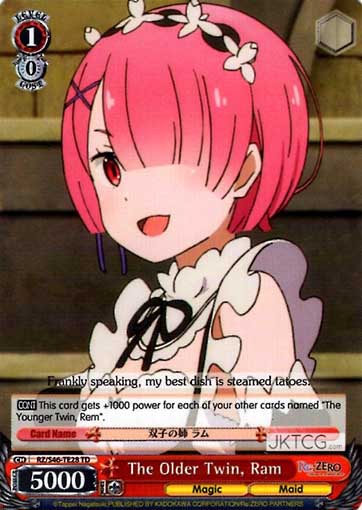 LEVEL
1
0
COST
Frankly speaking, my best dish is steamed tatoes.
CONT This card gets +1000 power for each of your other cards named "The
Younger Twin, Rem".
Card Name 双子の姉 ラム
JKTCG.com
RZ/S46-TE28 TD
5000
The Older Twin, Ram
Re:ZERO
Magic
Maid
©Tappei Nagatsuki,PUBLISHED BY KADOKAWA CORPORATION/Re:ZERO PARTNERS